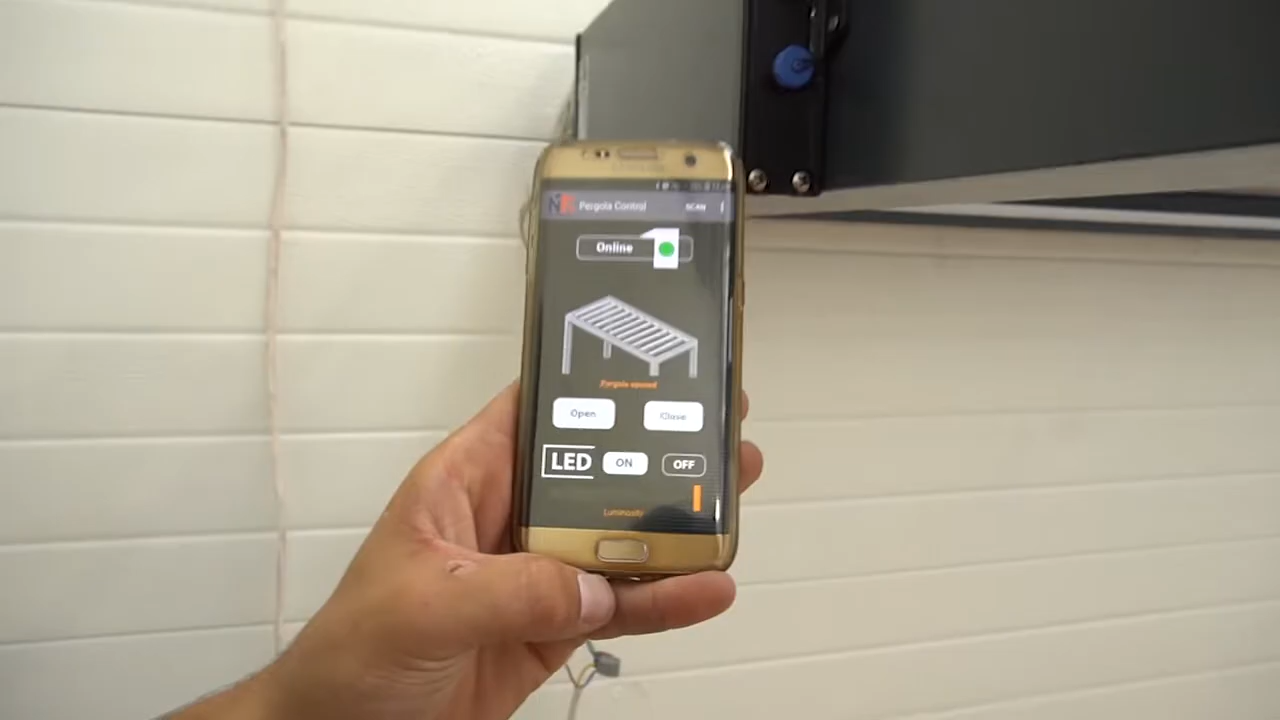 Pergola Control SCAN
Online
Pergola opened
Open Close
LED ON OFF
Luminosity